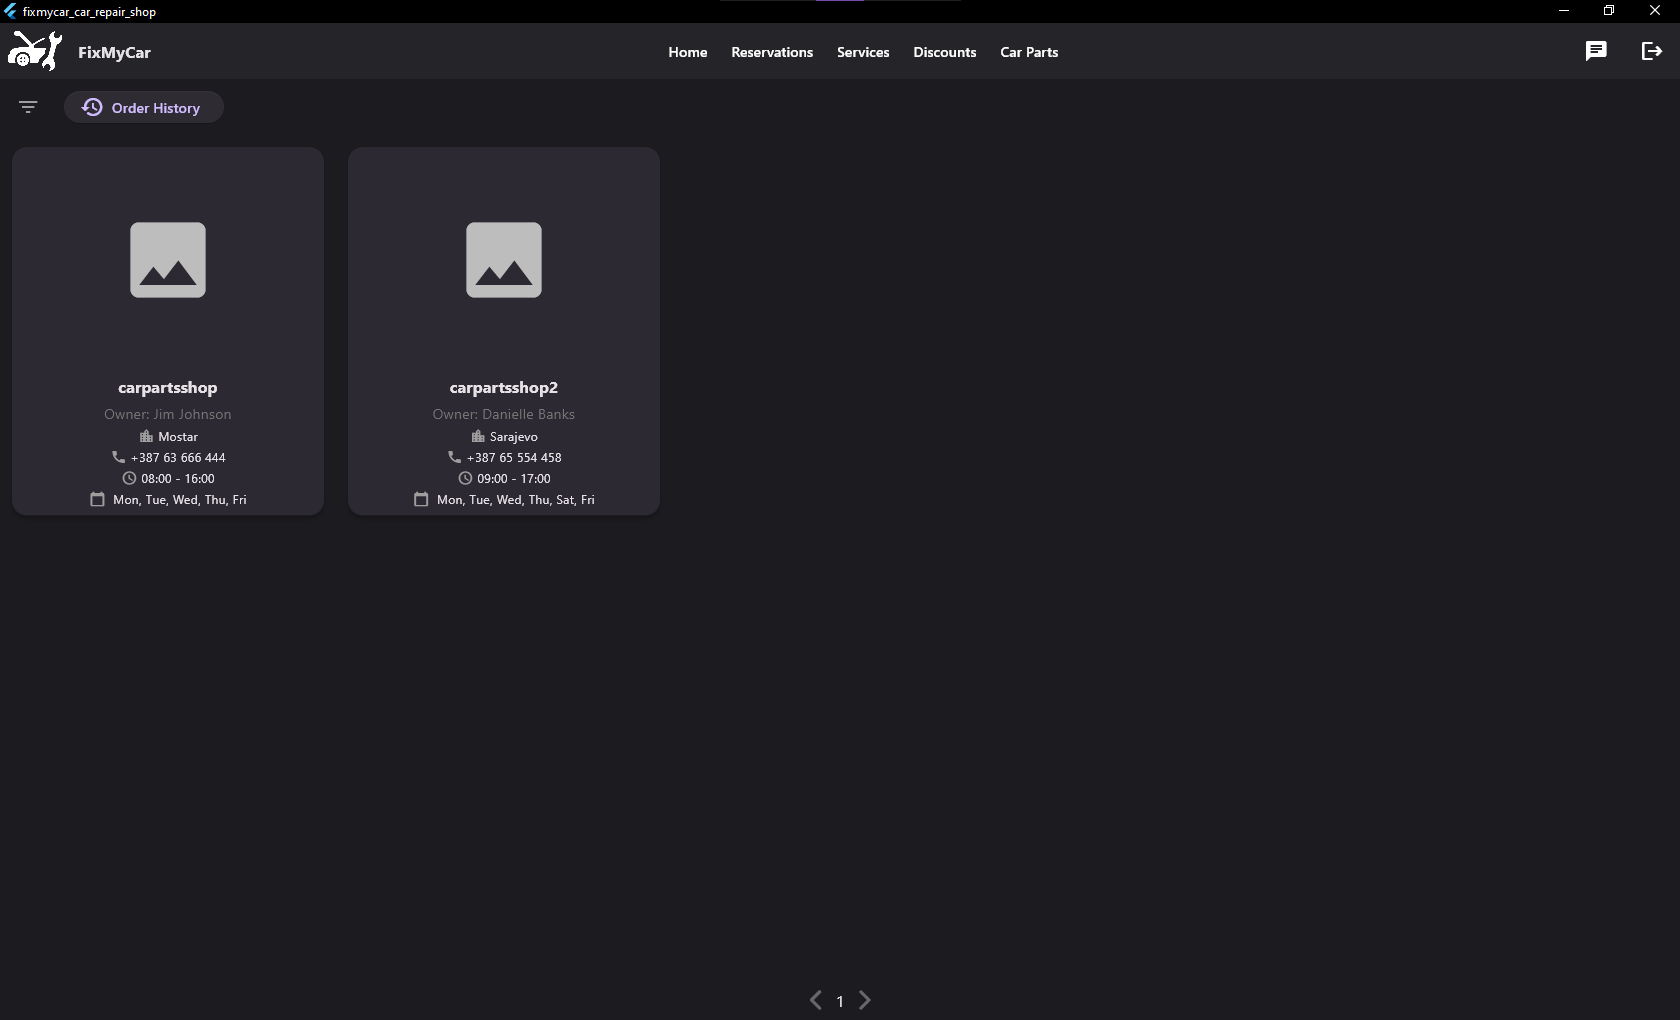 fixmycar_car_repair_shop
FixMyCar
Home Reservations Services Discounts Car Parts
Order History
carpartsshop
Owner: Jim Johnson
Mostar
+387 63 666 444
08:00 - 16:00
Mon, Tue, Wed, Thu, Fri
carpartsshop2
Owner: Danielle Banks
Sarajevo
+387 65 554 458
09:00 - 17:00
Mon, Tue, Wed, Thu, Sat, Fri
1